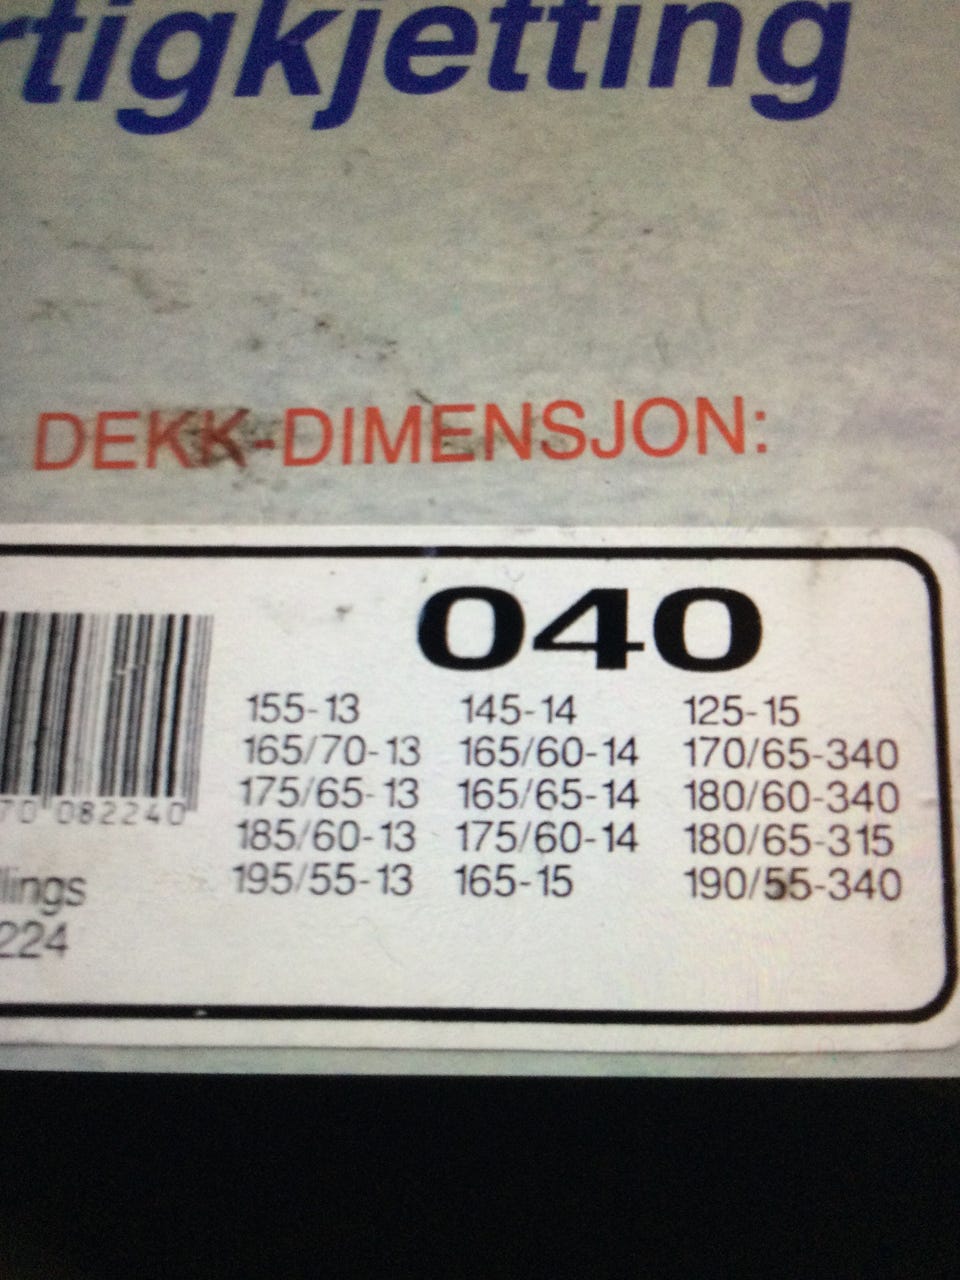 rtigkjetting
DEKK-DIMENSJON:
040
155-13 145-14 125-15
165/70-13 165/60-14 170/65-340
175/65-13 165/65-14 180/60-340
185/60-13 175/60-14 180/65-315
195/55-13 165-15 190/55-340
70 082240
lings
224